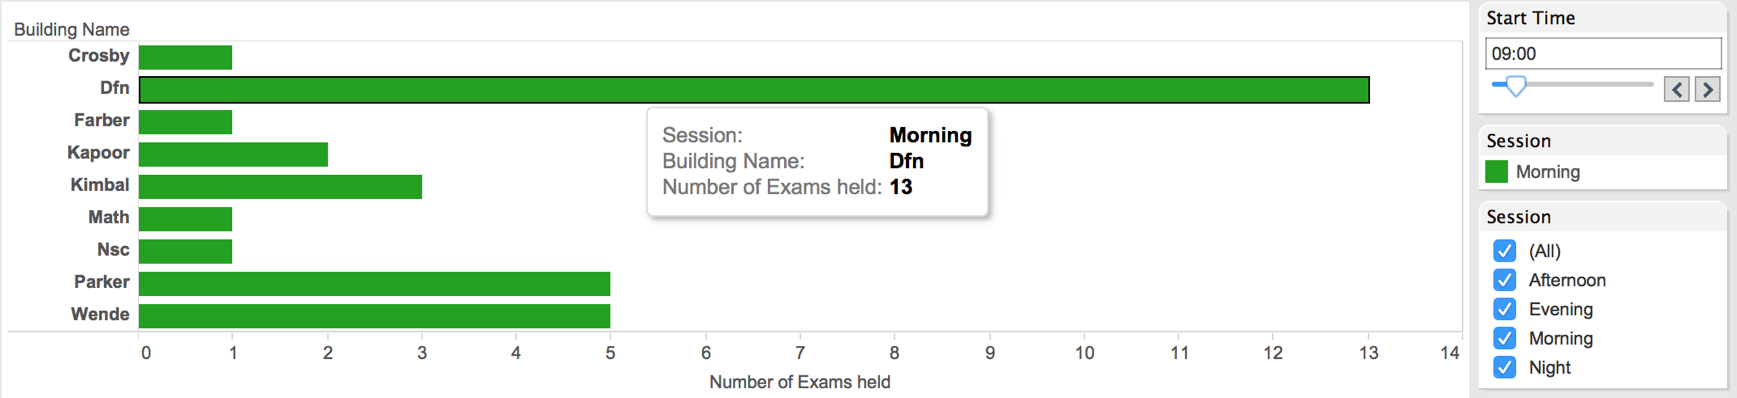 Building Name
Crosby
Dfn
Farber
Kapoor
Kimbal
Math
Nsc
Parker
Wende
Session: Morning
Building Name: Dfn
Number of Exams held: 13
0 1 2 3 4 5 6 7 8 9 10 11 12 13 14
Number of Exams held
Start Time
09:00
Session
Morning
Session
(All)
Afternoon
Evening
Morning
Night